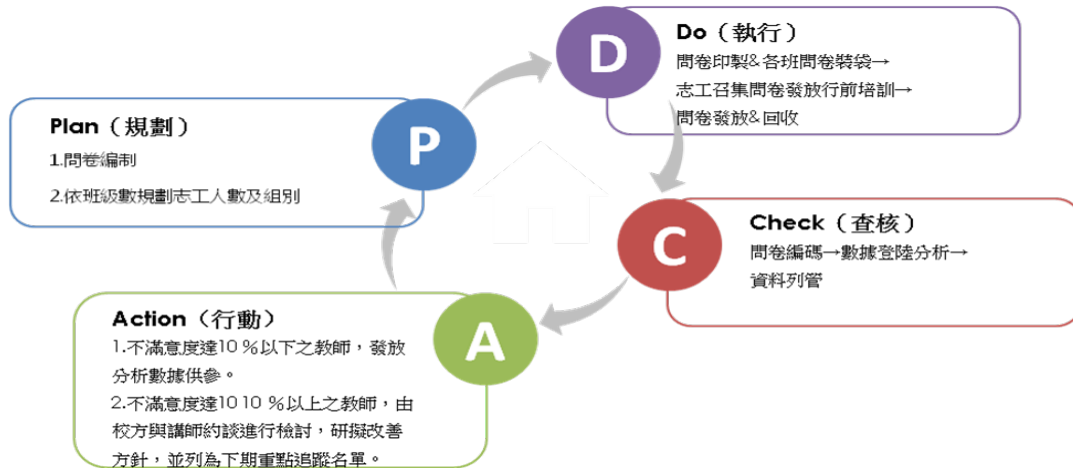 P
Plan（規劃）
1.問卷編制
2.依班級數規劃志工人數及組別
D
Do（執行）
問卷印製&各班問卷裝袋→
志工召集問卷發放行前培訓→
問卷發放&回收
C
Check（查核）
問卷編碼→數據登陸分析→
資料列管
A
Action（行動）
1.不滿意度達10％以下之教師，發放
分析數據供參。
2.不滿意度達1010％以上之教師，由
校方與講師約談進行檢討，研擬改善
方針，並列為下期重點追蹤名單。